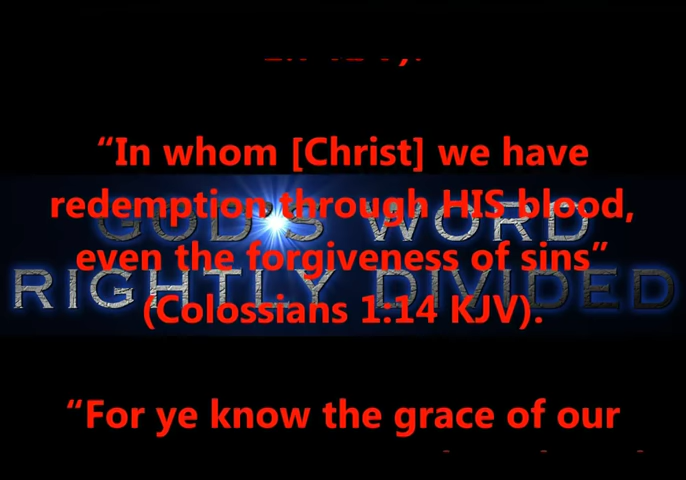 “In whom [Christ] we have
redemption through HIS blood,
even the forgiveness of sins”
(Colossians 1:14 KJV).
“For ye know the grace of our
GOD'S WORD
RIGHTLY DIVIDED